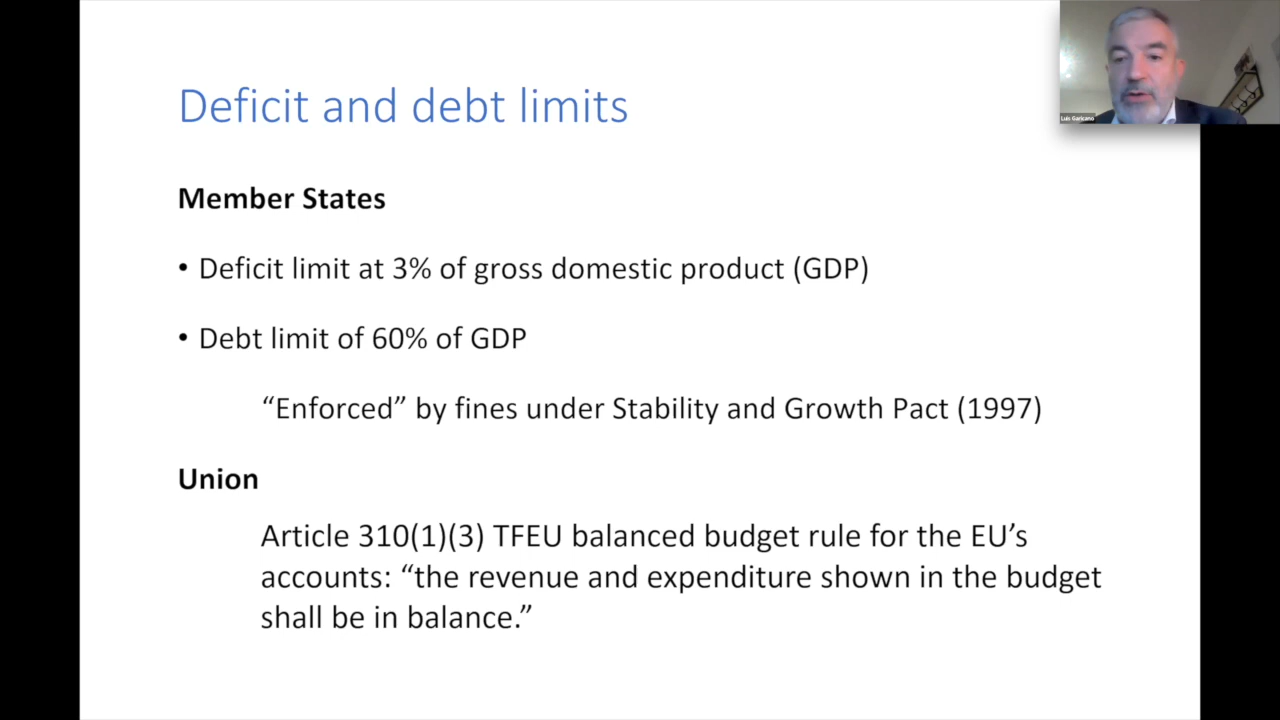 Deficit and debt limits
Luis Garicano
Member States
• Deficit limit at 3% of gross domestic product (GDP)
• Debt limit of 60% of GDP
“Enforced” by fines under Stability and Growth Pact (1997)
Union
Article 310(1)(3) TFEU balanced budget rule for the EU’s
accounts: “the revenue and expenditure shown in the budget
shall be in balance.”